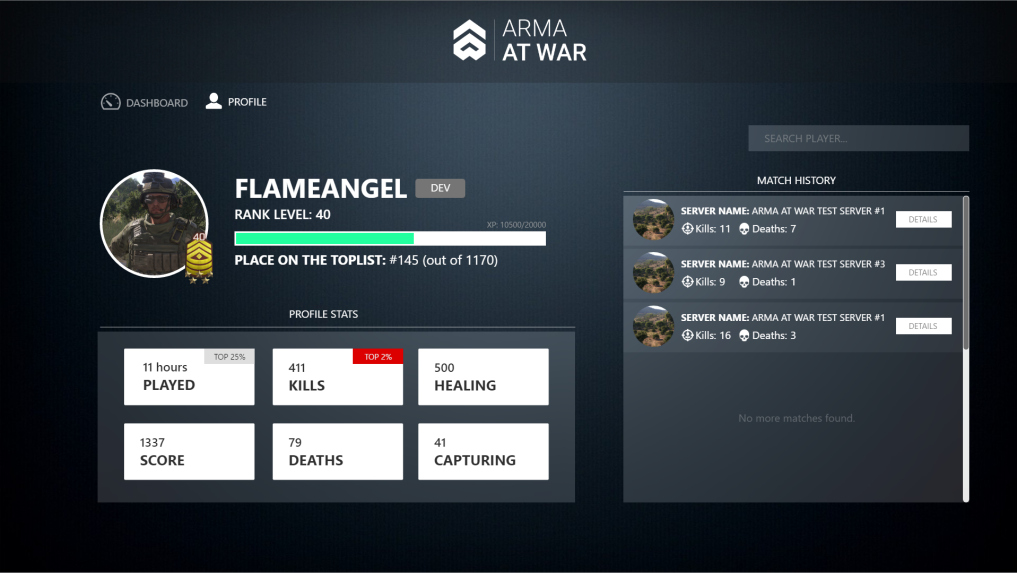 ARMA
AT WAR
DASHBOARD
PROFILE
SEARCH PLAYER...
FLAMEANGEL
DEV
RANK LEVEL: 40
XP: 10500/20000
40
PLACE ON THE TOPLIST: #145 (out of 1170)
PROFILE STATS
11 hours
TOP 25%
PLAYED
411
TOP 2%
KILLS
500
HEALING
1337
SCORE
79
DEATHS
41
CAPTURING
MATCH HISTORY
SERVER NAME: ARMA AT WAR TEST SERVER #1
Kills: 11 Deaths: 7
DETAILS
SERVER NAME: ARMA AT WAR TEST SERVER #3
Kills: 9 Deaths: 1
DETAILS
SERVER NAME: ARMA AT WAR TEST SERVER #1
Kills: 16 Deaths: 3
DETAILS
No more matches found.